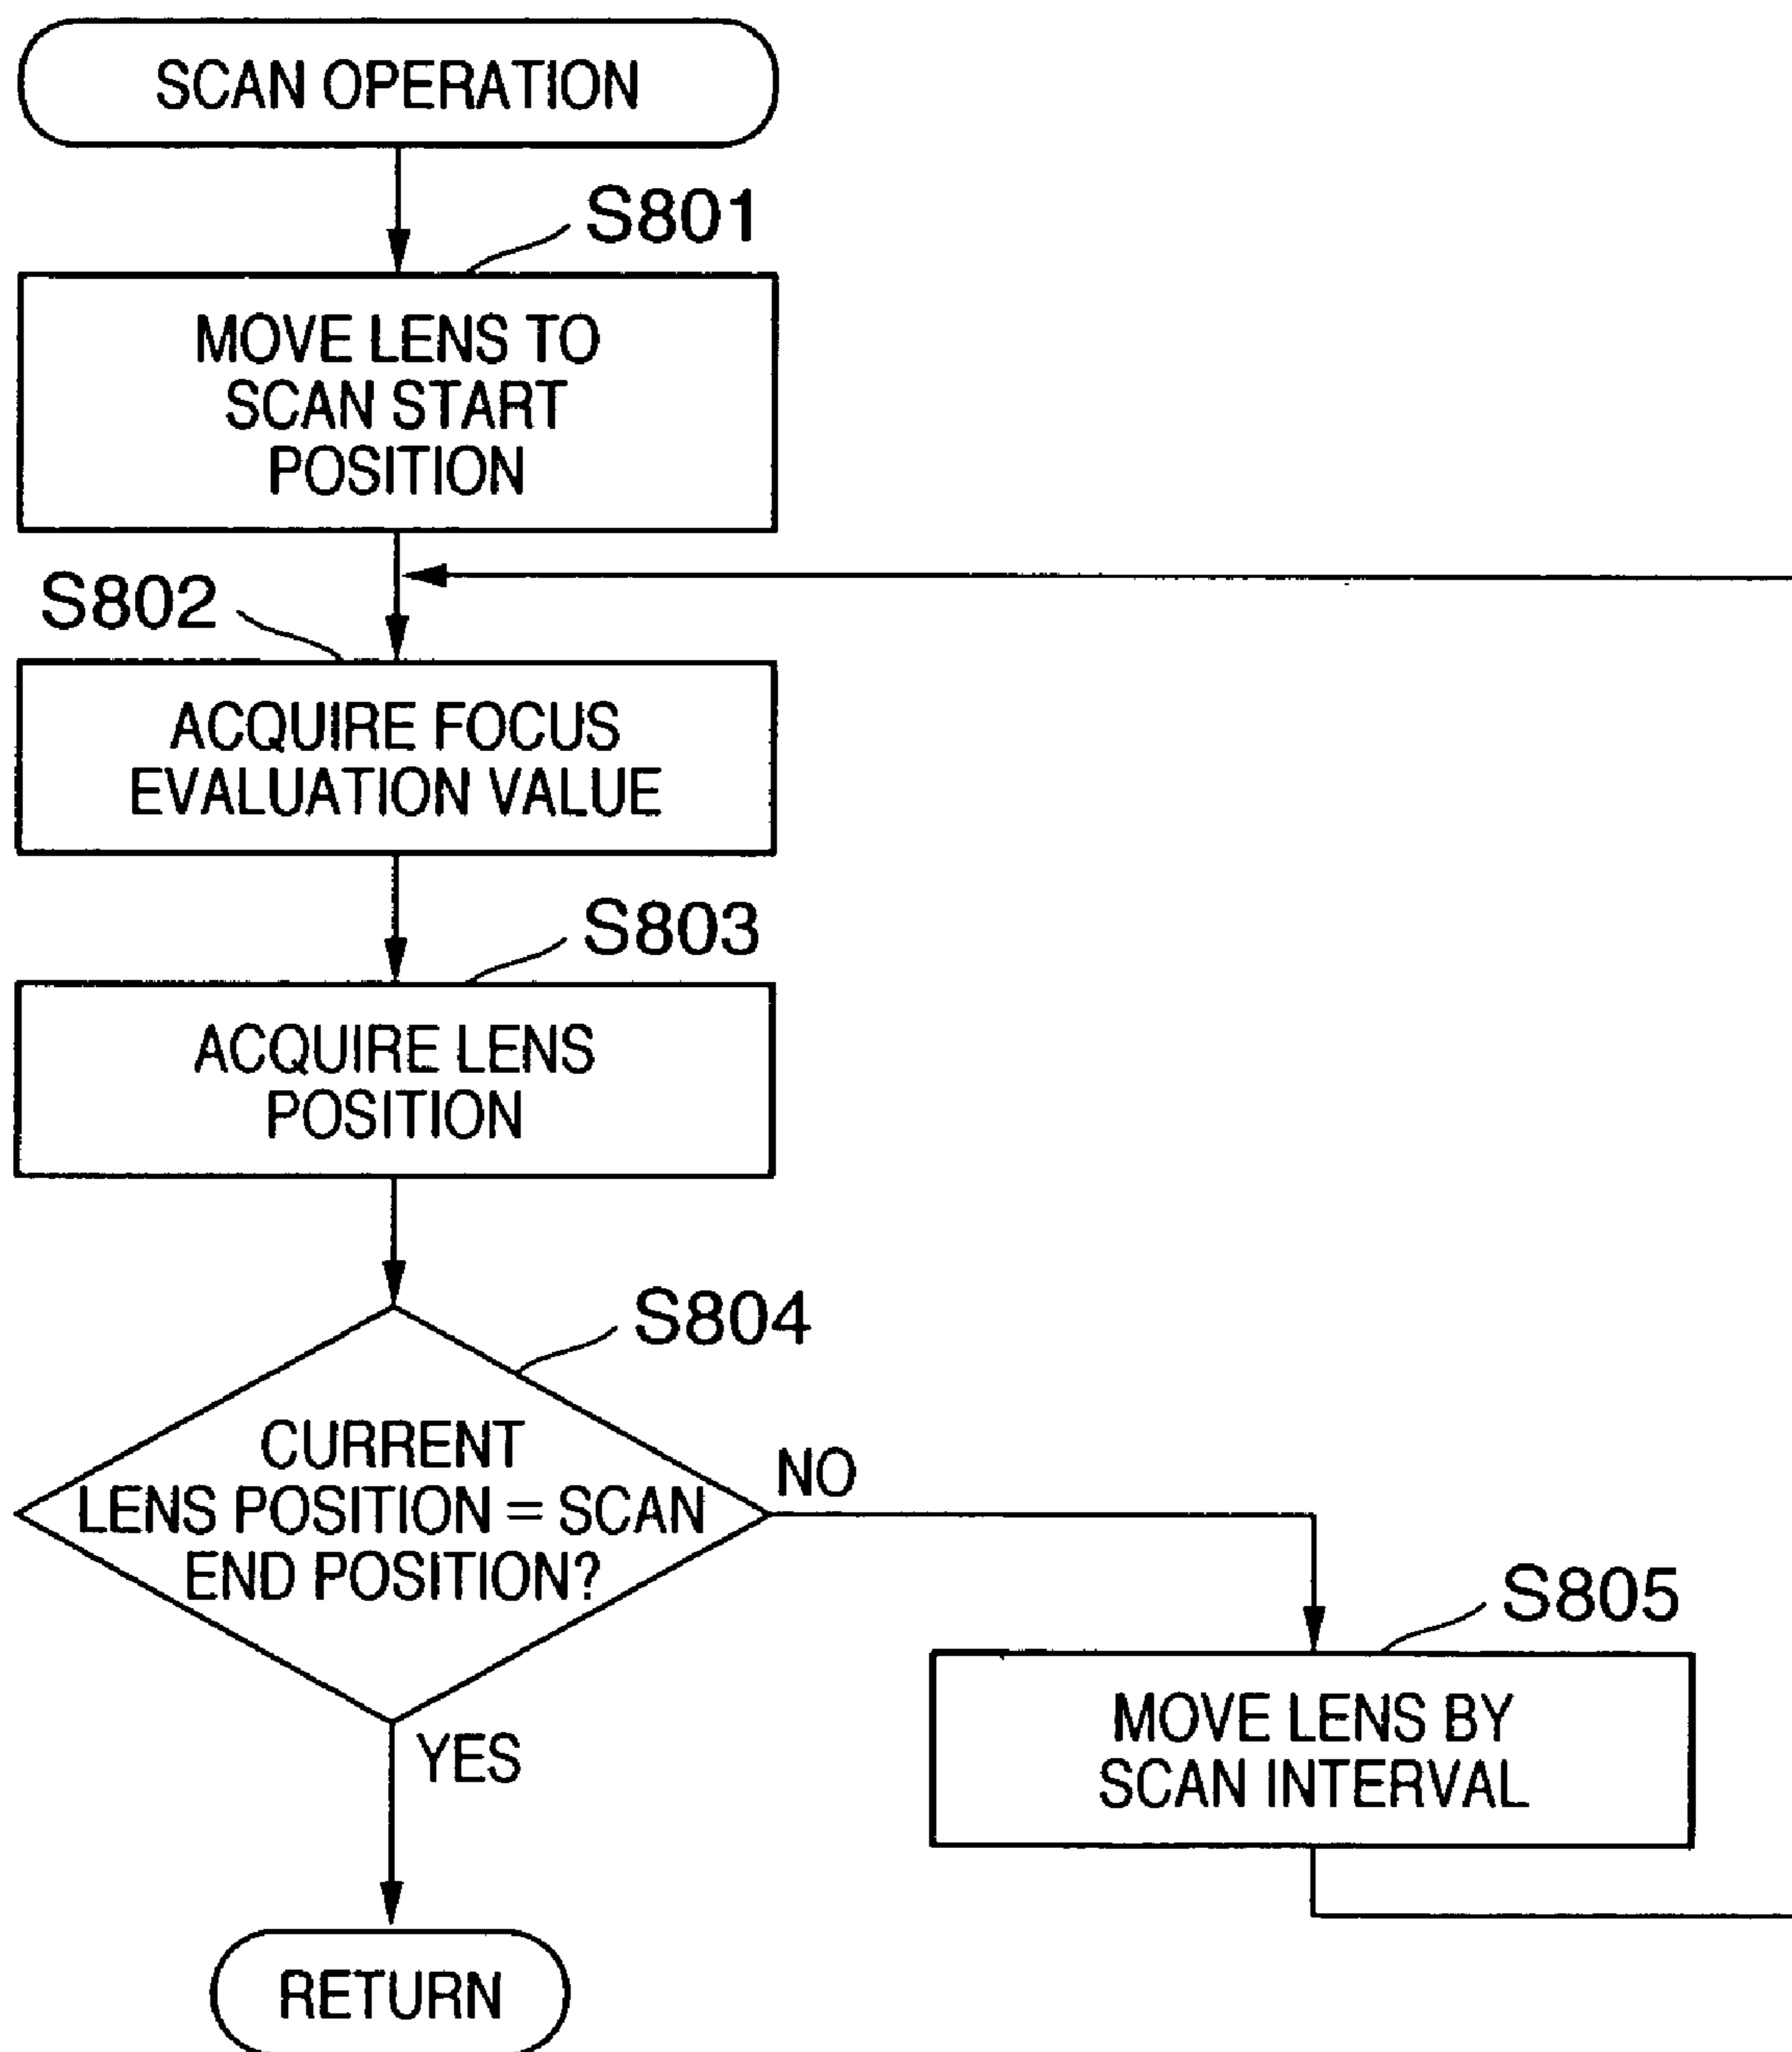 SCAN OPERATION
S801
MOVE LENS TO
SCAN START
POSITION
S802
ACQUIRE FOCUS
EVALUATION VALUE
S803
ACQUIRE LENS
POSITION
S804
CURRENT
LENS POSITION = SCAN
END POSITION?
NO
YES
S805
MOVE LENS BY
SCAN INTERVAL
RETURN